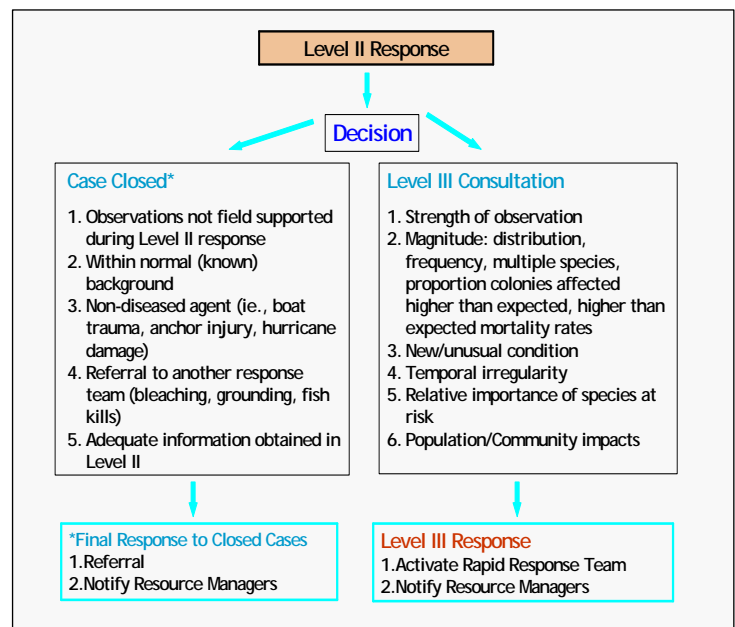 Level II Response
Decision
Case Closed*
1. Observations not field supported
during Level II response
2. Within normal (known)
background
3. Non-diseased agent (ie., boat
trauma, anchor injury, hurricane
damage)
4. Referral to another response
team (bleaching, grounding, fish
kills)
5. Adequate information obtained in
Level II
Level III Consultation
1. Strength of observation
2. Magnitude: distribution,
frequency, multiple species,
proportion colonies affected
higher than expected, higher than
expected mortality rates
3. New/unusual condition
4. Temporal irregularity
5. Relative importance of species at
risk
6. Population/Community impacts
*Final Response to Closed Cases
1.Referral
2.Notify Resource Managers
Level III Response
1.Activate Rapid Response Team
2.Notify Resource Managers